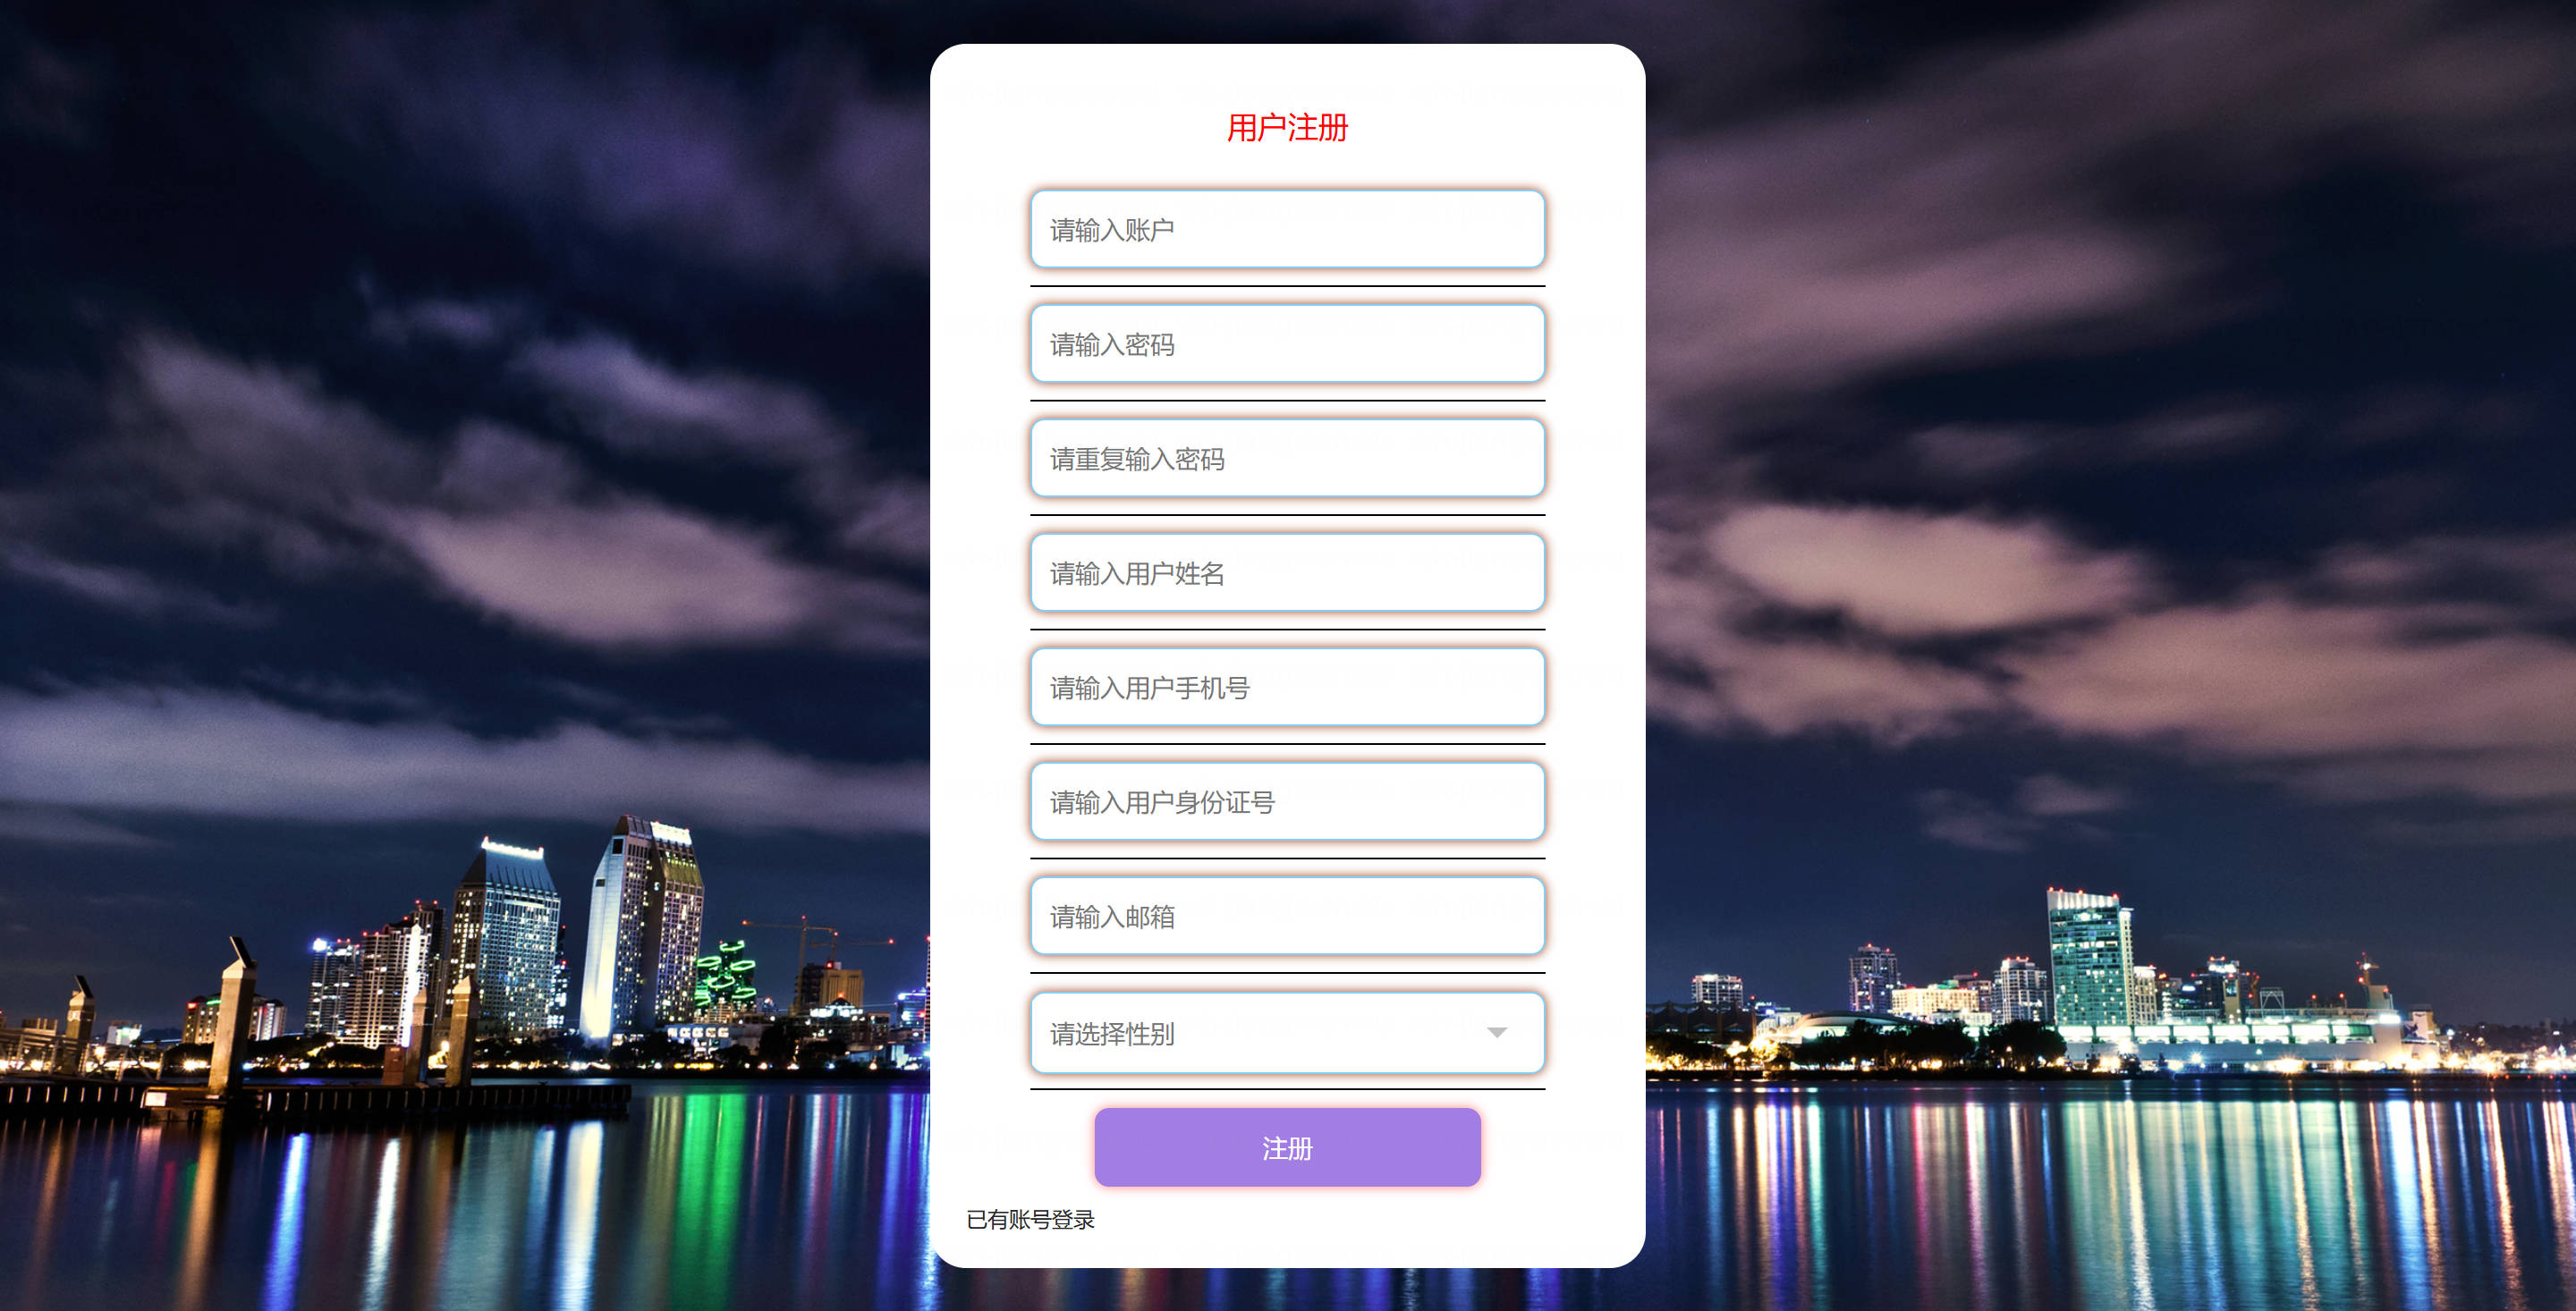 用户注册
请输入账户
请输入密码
请重复输入密码
请输入用户姓名
请输入用户手机号
请输入用户身份证号
请输入邮箱
请选择性别
注册
已有账号登录